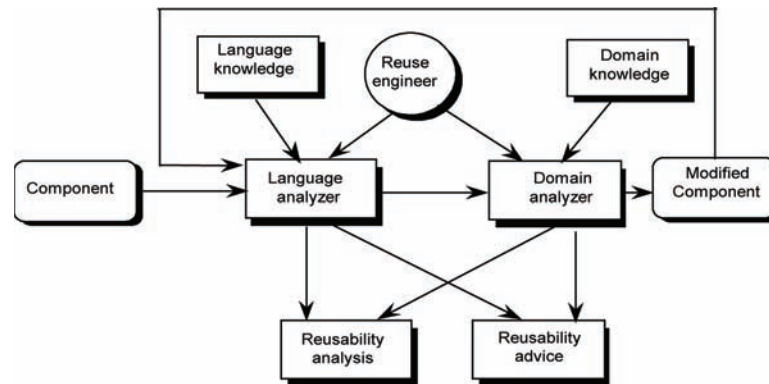 Language
knowledge
Reuse
engineer
Domain
knowledge
Component
Language
analyzer
Domain
analyzer
Modified
Component
Reusability
analysis
Reusability
advice